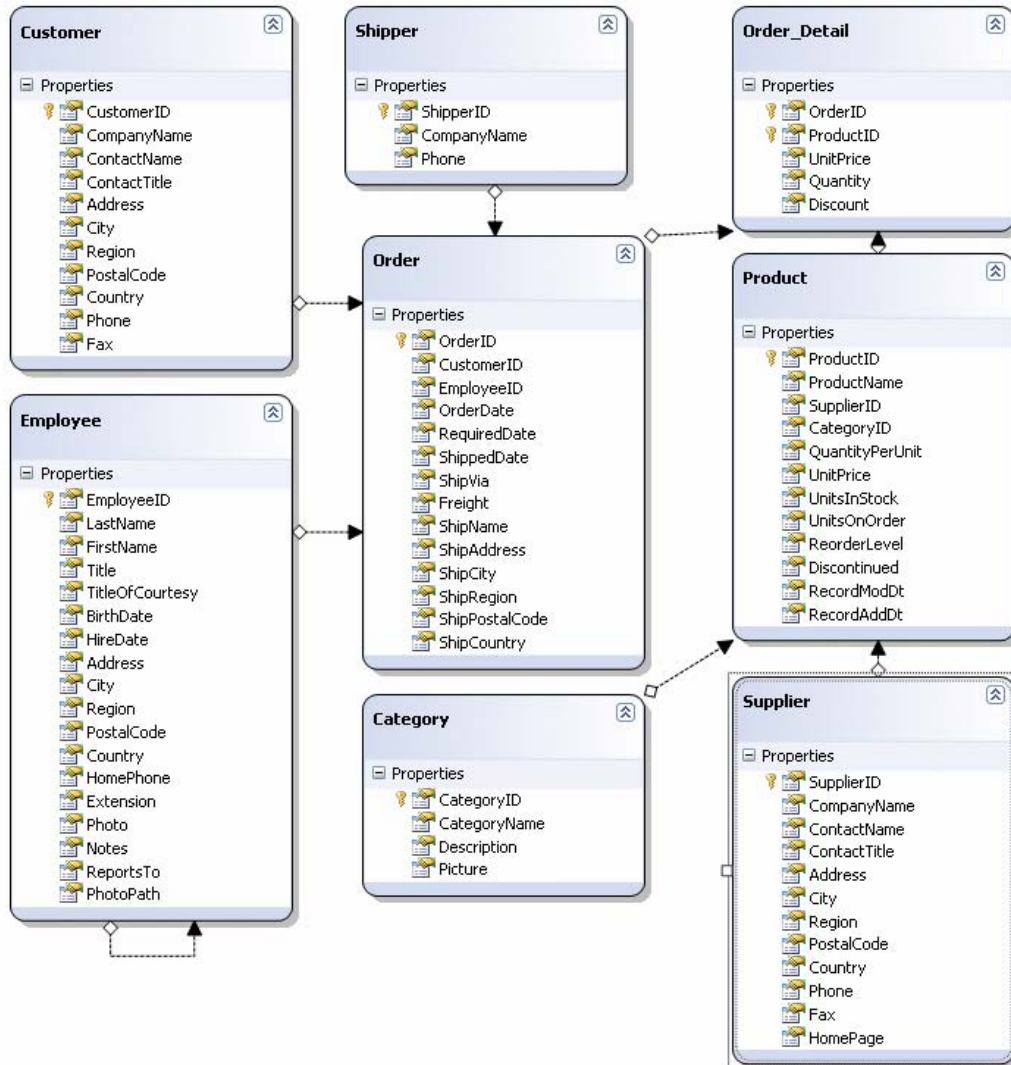 Customer
Properties
CustomerID
CompanyName
ContactName
ContactTitle
Address
City
Region
PostalCode
Country
Phone
Fax
Shipper
Properties
ShipperID
CompanyName
Phone
Order_Detail
Properties
OrderID
ProductID
UnitPrice
Quantity
Discount
Order
Properties
OrderID
CustomerID
EmployeeID
OrderDate
RequiredDate
ShippedDate
ShipVia
Freight
ShipName
ShipAddress
ShipCity
ShipRegion
ShipPostalCode
ShipCountry
Product
Properties
ProductID
ProductName
SupplierID
CategoryID
QuantityPerUnit
UnitPrice
UnitsInStock
UnitsOnOrder
ReorderLevel
Discontinued
RecordModDt
RecordAddDt
Employee
Properties
EmployeeID
LastName
FirstName
Title
TitleOfCourtesy
BirthDate
HireDate
Address
City
Region
PostalCode
Country
HomePhone
Extension
Photo
Notes
ReportsTo
PhotoPath
Category
Properties
CategoryID
CategoryName
Description
Picture
Supplier
Properties
SupplierID
CompanyName
ContactName
ContactTitle
Address
City
Region
PostalCode
Country
Phone
Fax
HomePage